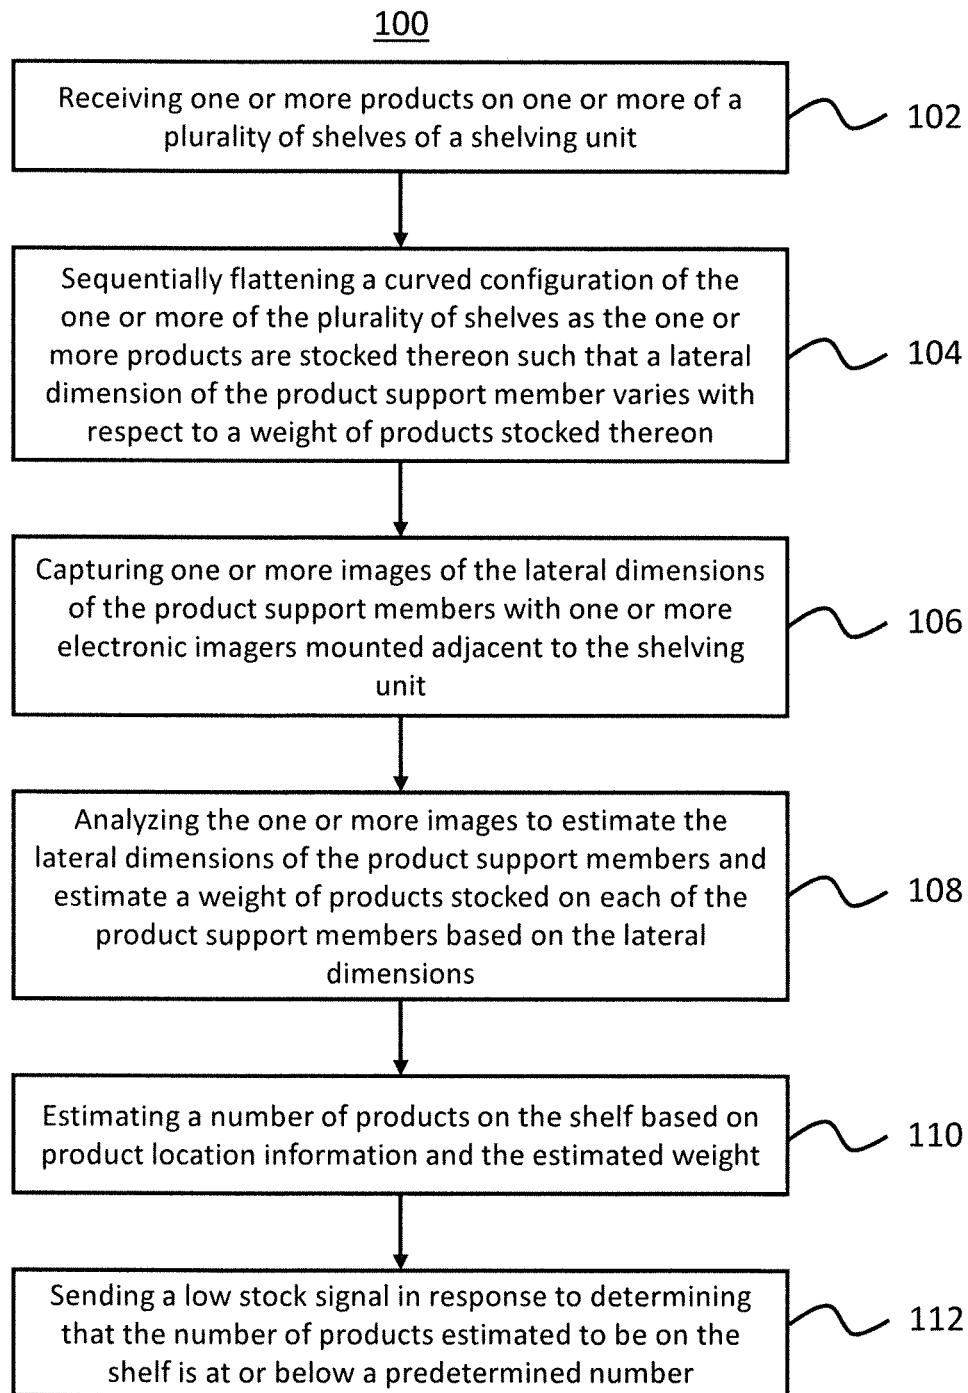 100
Receiving one or more products on one or more of a
plurality of shelves of a shelving unit
102
Sequentially flattening a curved configuration of the
one or more of the plurality of shelves as the one or
more products are stocked thereon such that a lateral
dimension of the product support member varies with
respect to a weight of products stocked thereon
104
Capturing one or more images of the lateral dimensions
of the product support members with one or more
electronic imagers mounted adjacent to the shelving
unit
106
Analyzing the one or more images to estimate the
lateral dimensions of the product support members and
estimate a weight of products stocked on each of the
product support members based on the lateral
dimensions
108
Estimating a number of products on the shelf based on
product location information and the estimated weight
110
Sending a low stock signal in response to determining
that the number of products estimated to be on the
shelf is at or below a predetermined number
112